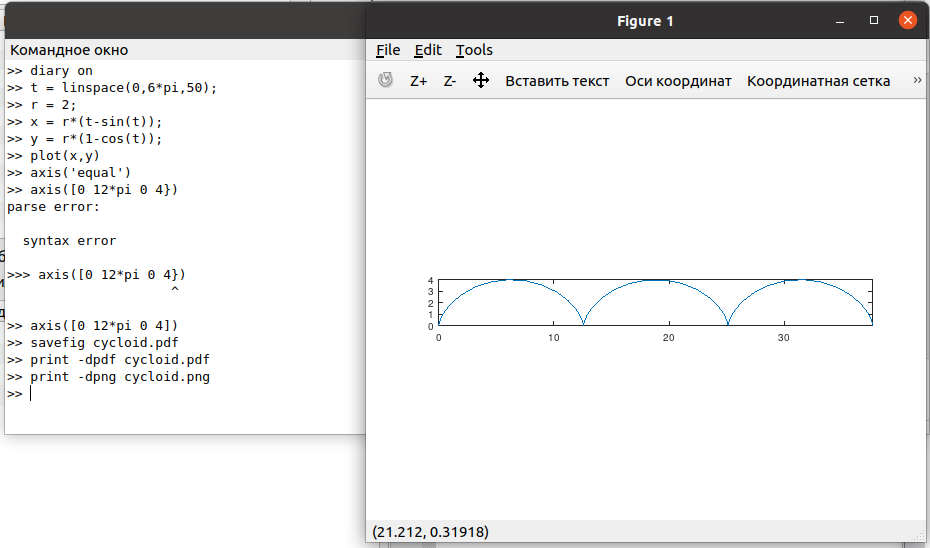 Командное окно
>> diary on
>> t = linspace(0,6*pi,50);
>> r = 2;
>> x = r*(t-sin(t));
>> y = r*(1-cos(t));
>> plot(x,y)
>> axis('equal')
>> axis([0 12*pi 0 4})
parse error:
syntax error
>>> axis([0 12*pi 0 4})
^
>> axis([0 12*pi 0 4])
>> savefig cycloid.pdf
>> print -dpdf cycloid.pdf
>> print -dpng cycloid.png
>>
Figure 1
File Edit Tools
Z+ Z- Вставить текст Оси координат Координатная сетка »
4
3
2
1
0
0 10 20 30
(21.212, 0.31918)